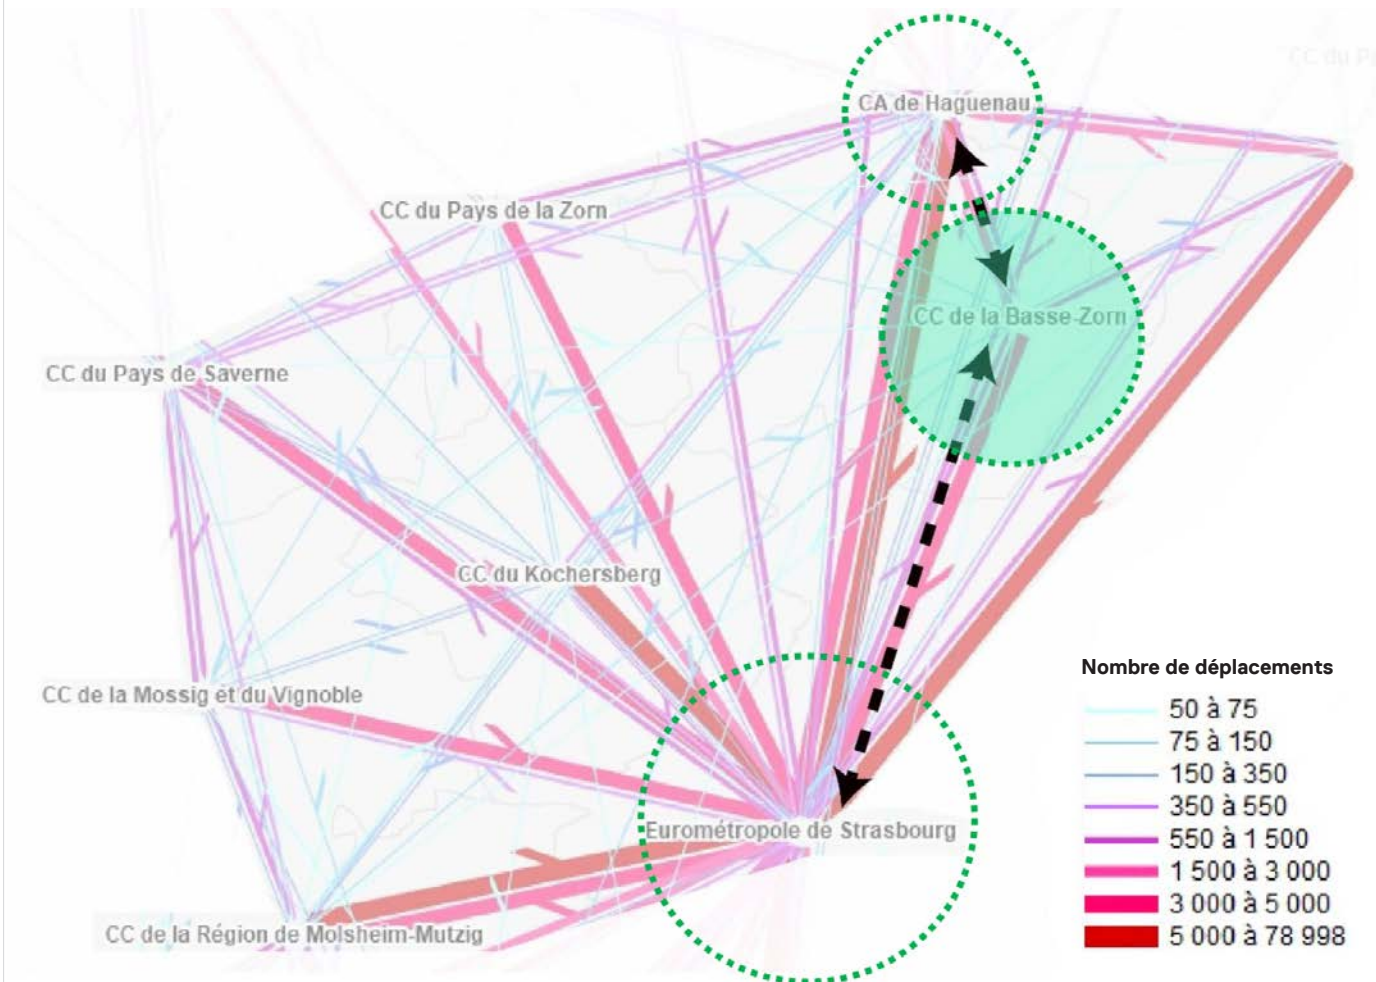 CC du P
CA de Haguenau
CC du Pays de la Zorn
CC de la Basse-Zorn
CC du Pays de Saverne
CC du Kochersberg
CC de la Mossig et du Vignoble
Eurométropole de Strasbourg
CC de la Région de Molsheim-Mutzig
Nombre de déplacements
50 à 75
75 à 150
150 à 350
350 à 550
550 à 1 500
1 500 à 3 000
3 000 à 5 000
5 000 à 78 998